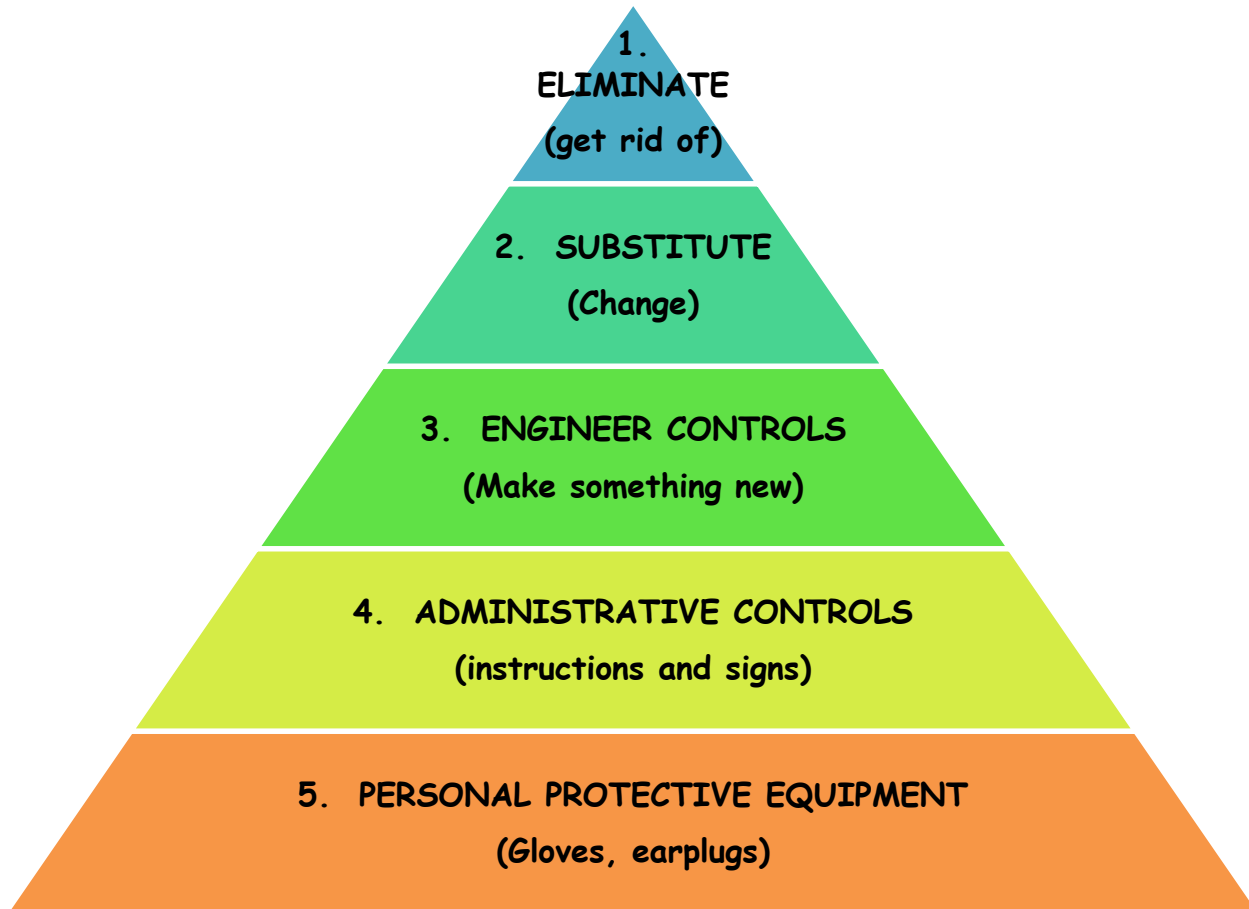 1.
ELIMINATE
(get rid of)
2. SUBSTITUTE
(Change)
3. ENGINEER CONTROLS
(Make something new)
4. ADMINISTRATIVE CONTROLS
(instructions and signs)
5. PERSONAL PROTECTIVE EQUIPMENT
(Gloves, earplugs)